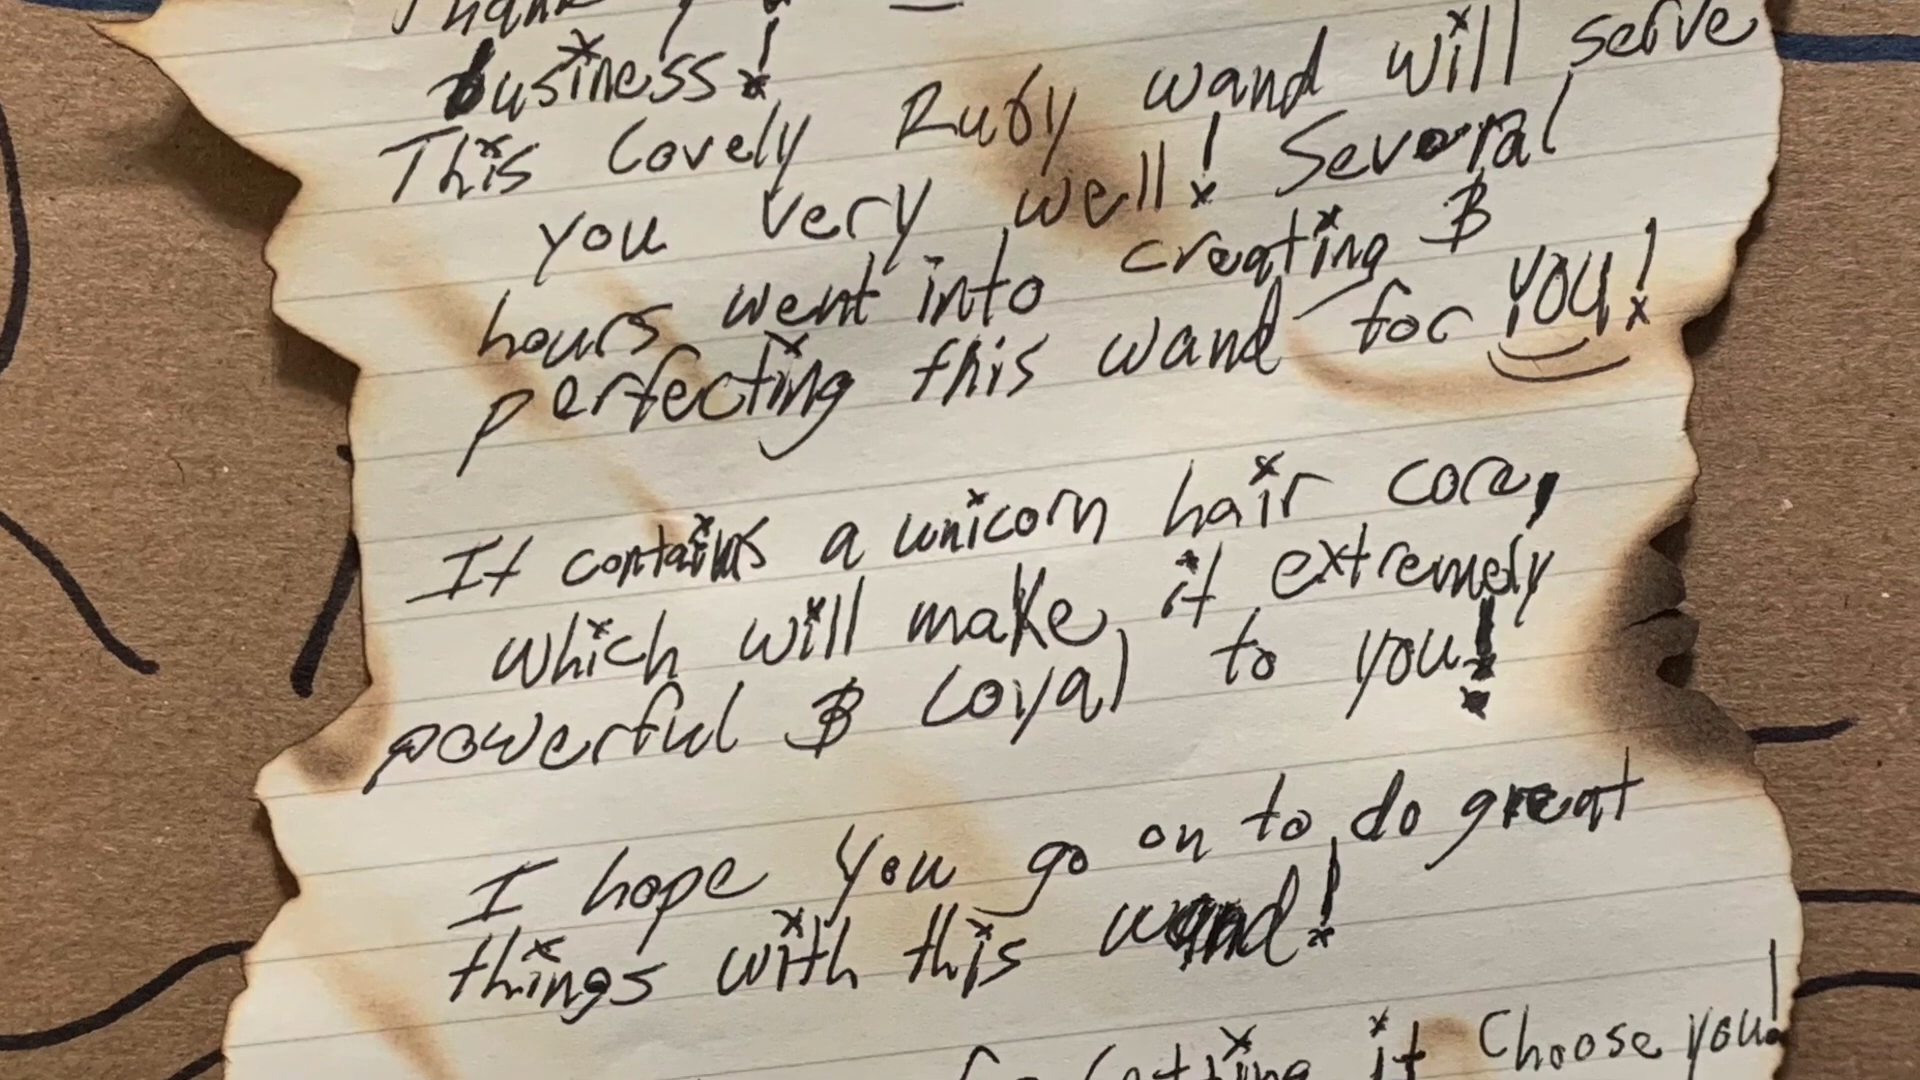 Thank
business!
This Lovely Ruby wand will serve
you very well! Several
hours went into creating &
perfecting this wand for YOU!
It contains a unicorn hair core,
which will make it extremely
powerful & Loyal to you!
I hope you go on to do great
things with this wand!
Letting it Choose you!